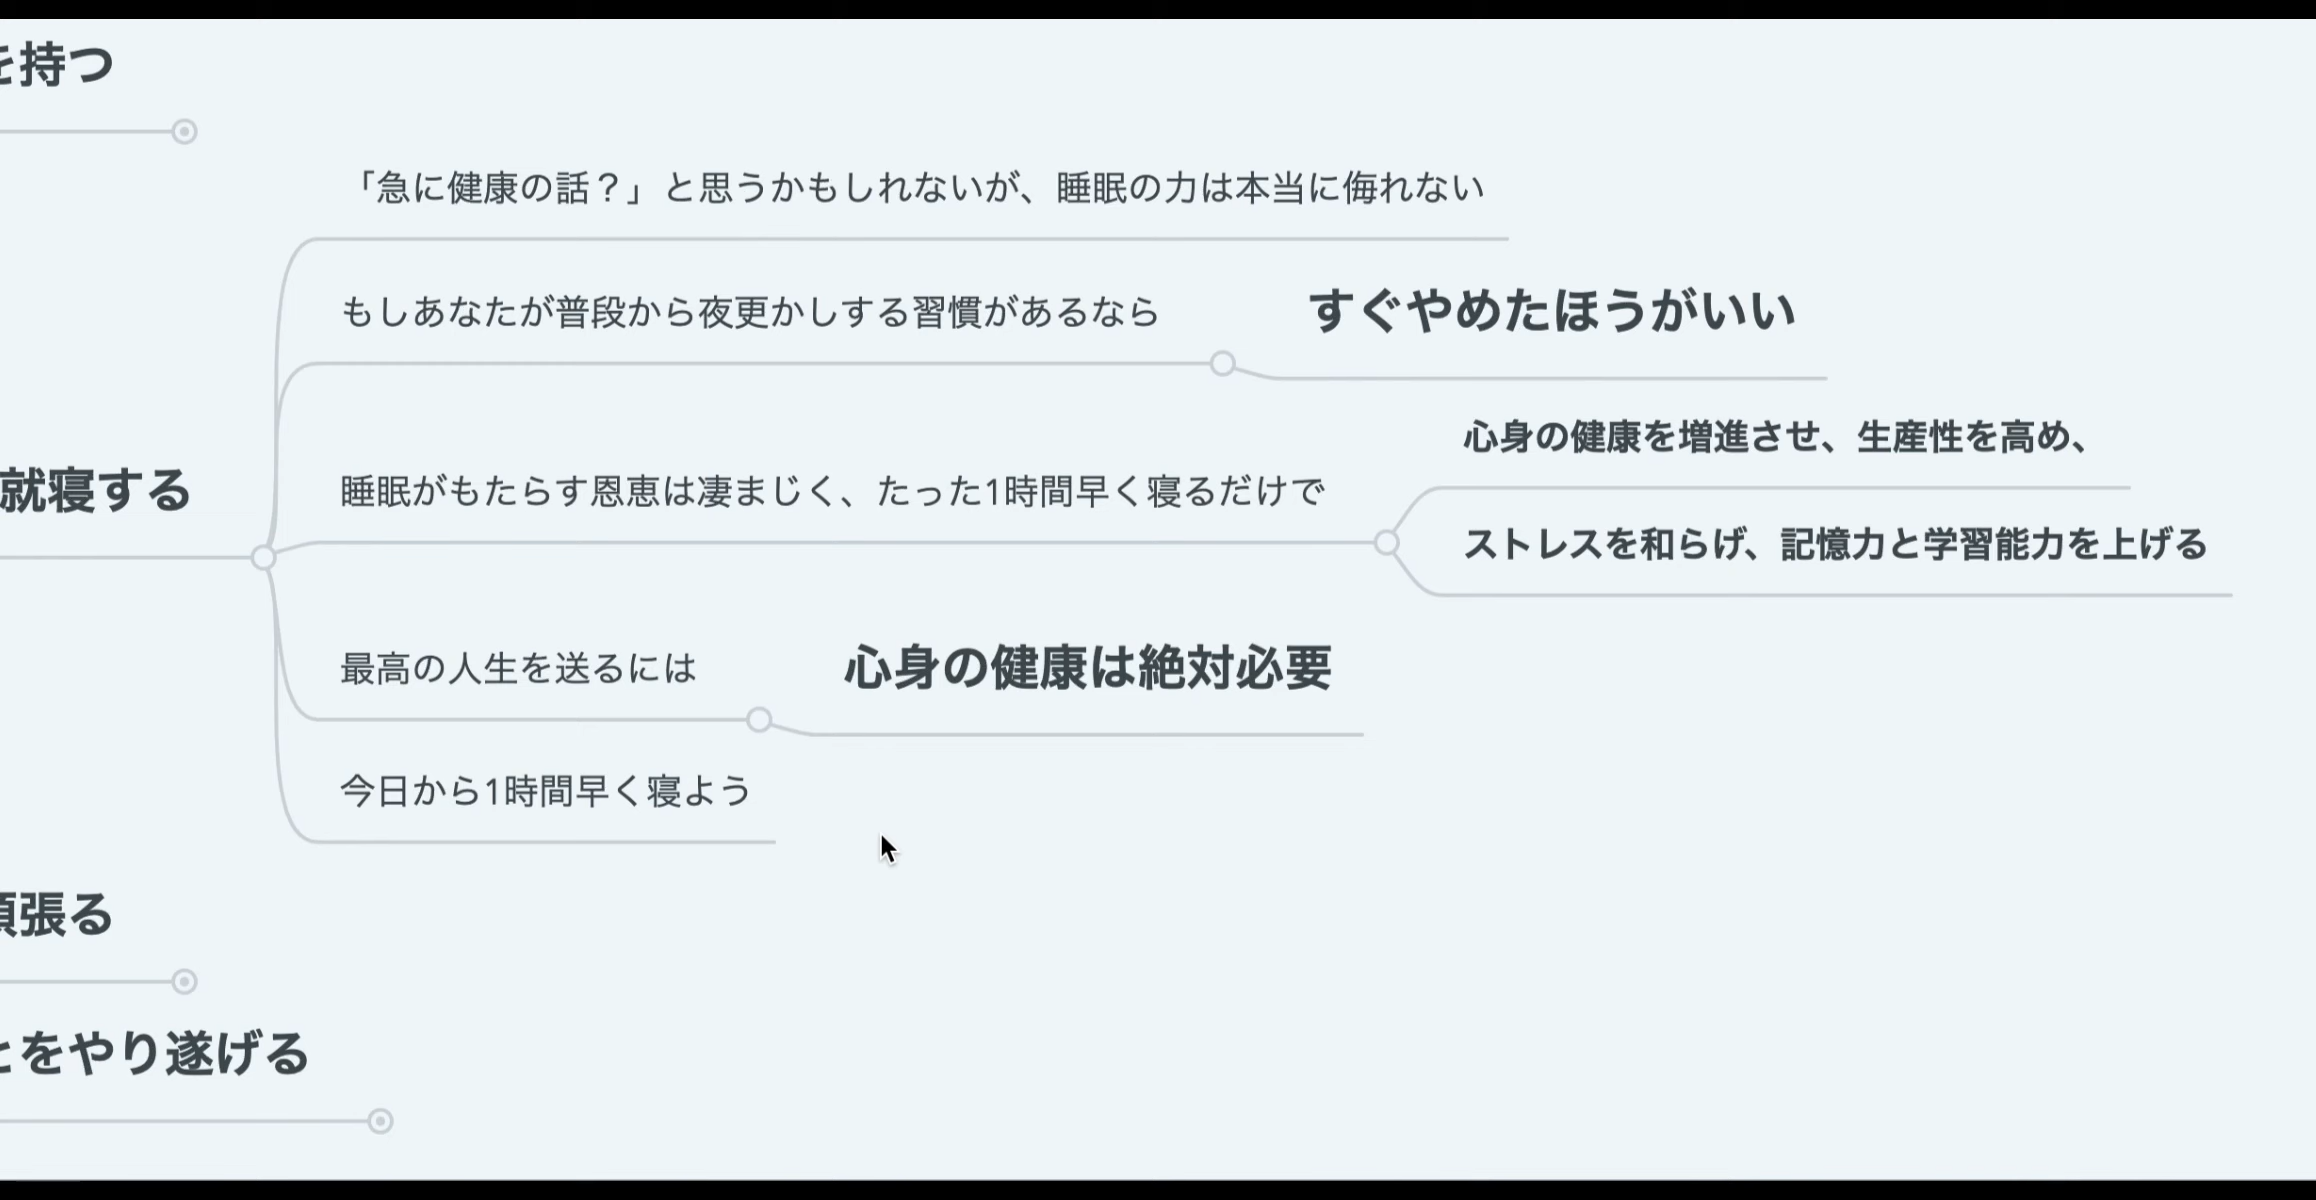 を持つ
「急に健康の話？」と思うかもしれないが、睡眠の力は本当に侮れない
もしあなたが普段から夜更かしする習慣があるなら
すぐやめたほうがいい
就寝する
睡眠がもたらす恩恵は凄まじく、たった1時間早く寝るだけで
心身の健康を増進させ、生産性を高め、
ストレスを和らげ、記憶力と学習能力を上げる
最高の人生を送るには
心身の健康は絶対必要
今日から1時間早く寝よう
頑張る
とをやり遂げる